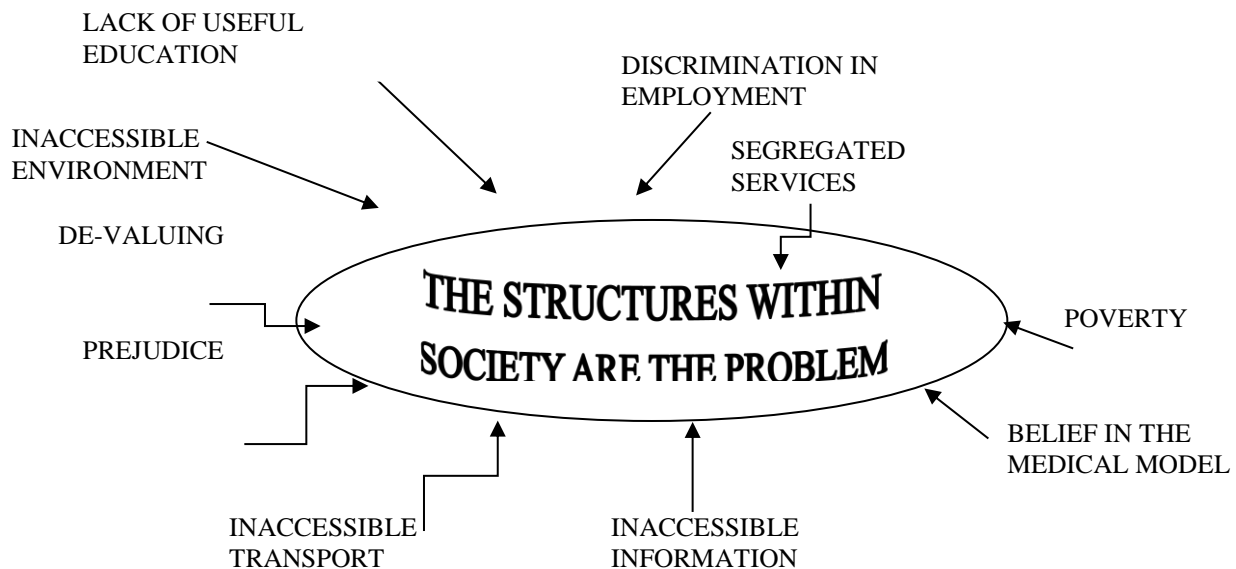 LACK OF USEFUL
EDUCATION
DISCRIMINATION IN
EMPLOYMENT
INACCESSIBLE
ENVIRONMENT
SEGREGATED
SERVICES
DE-VALUING
THE STRUCTURES WITHIN
SOCIETY ARE THE PROBLEM
POVERTY
PREJUDICE
BELIEF IN THE
MEDICAL MODEL
INACCESSIBLE
TRANSPORT
INACCESSIBLE
INFORMATION